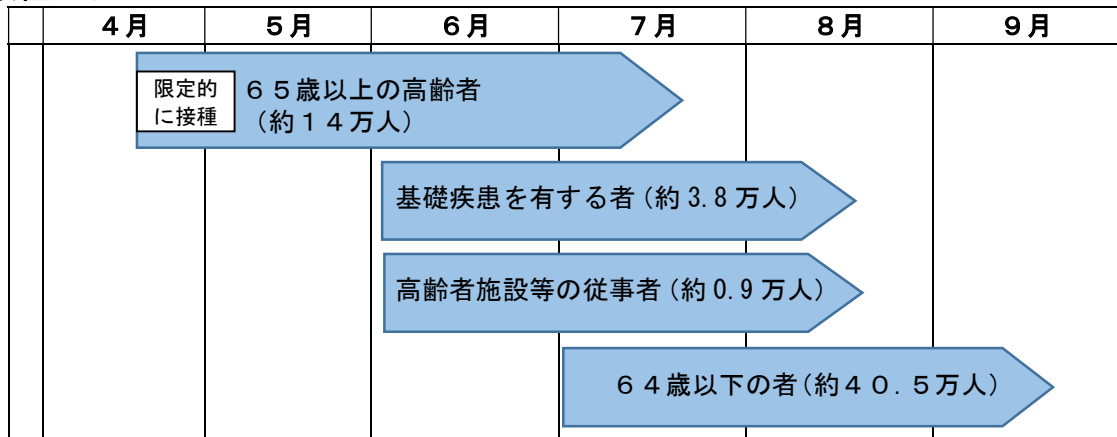 ４月 ５月 ６月 ７月 ８月 ９月
限定的
に接種
６５歳以上の高齢者
（約１４万人）
基礎疾患を有する者（約3.8万人）
高齢者施設等の従事者（約0.9万人）
６４歳以下の者（約４０．５万人）